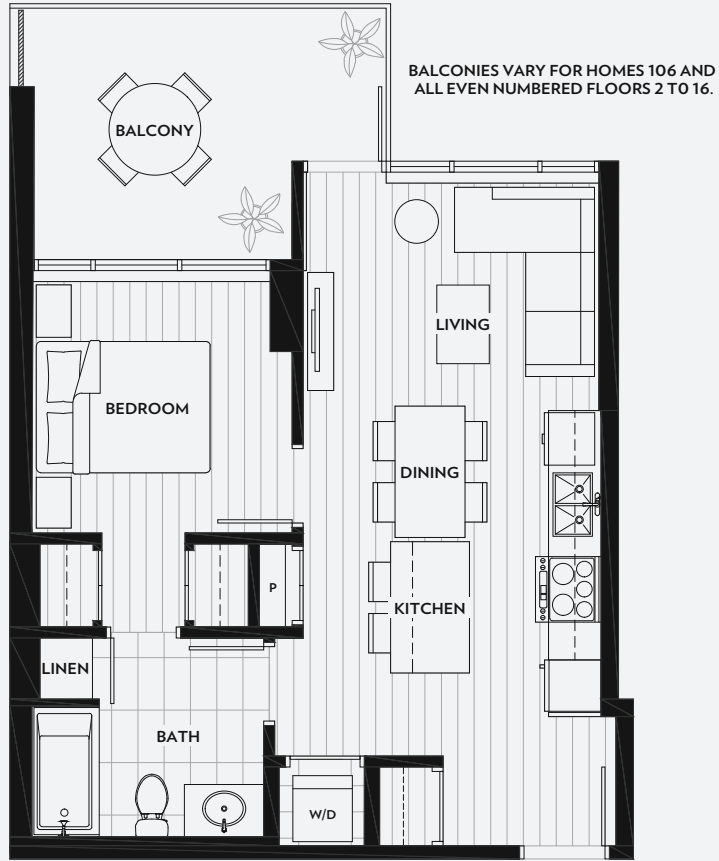 BALCONIES VARY FOR HOMES 106 AND
ALL EVEN NUMBERED FLOORS 2 TO 16.
BALCONY
LIVING
BEDROOM
DINING
P
KITCHEN
LINEN
BATH
W/D